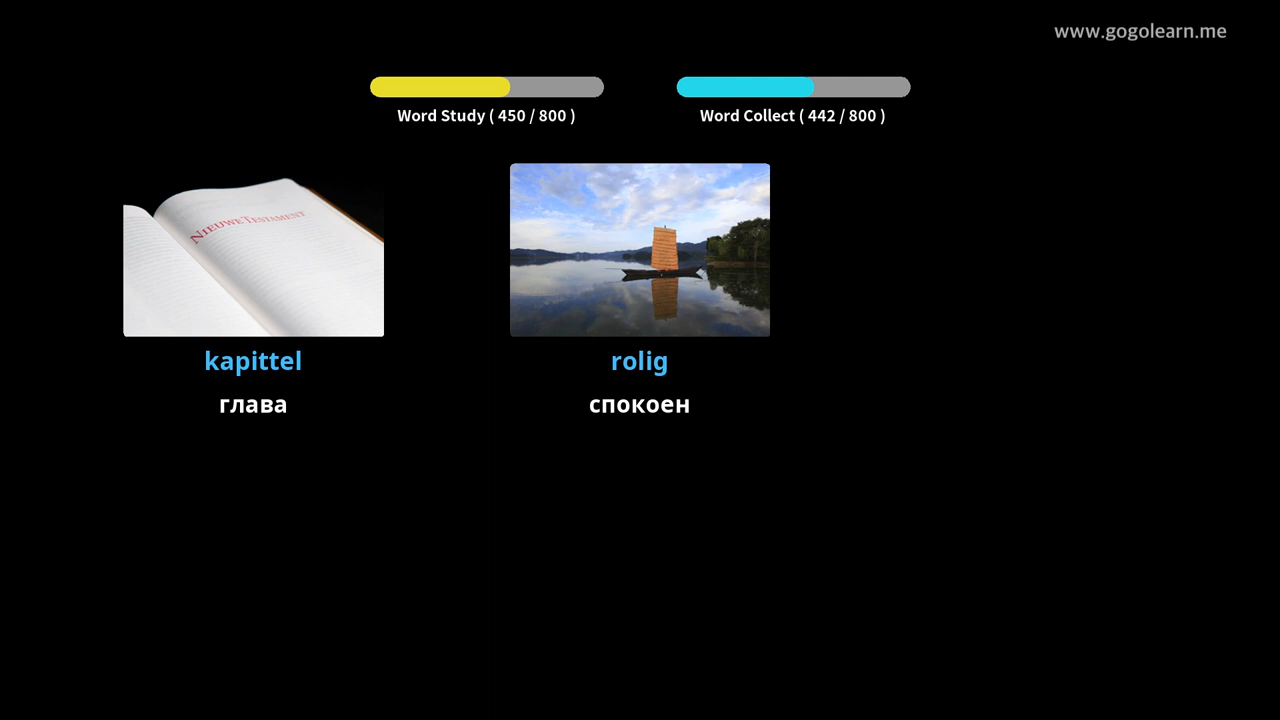 www.gogolearn.me
Word Study ( 450 / 800 )
Word Collect ( 442 / 800 )
NIEUWE TESTAMENT
kapittel
rolig
глава
спокоен